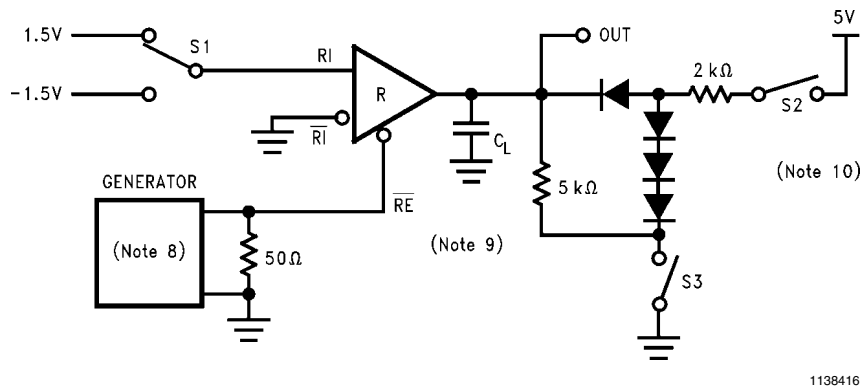 1.5V
S1
RI
-1.5V
R
RI
OUT
5V
2 kΩ
S2
CL
5 kΩ
(Note 10)
GENERATOR
(Note 8)
50Ω
RE
(Note 9)
S3
1138416